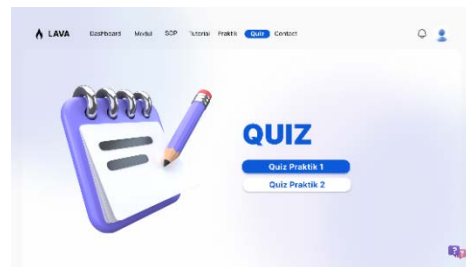 LAVA Dashboard Modul SOP Tutorial Praktik Quiz Contact
QUIZ
Quiz Praktik 1
Quiz Praktik 2